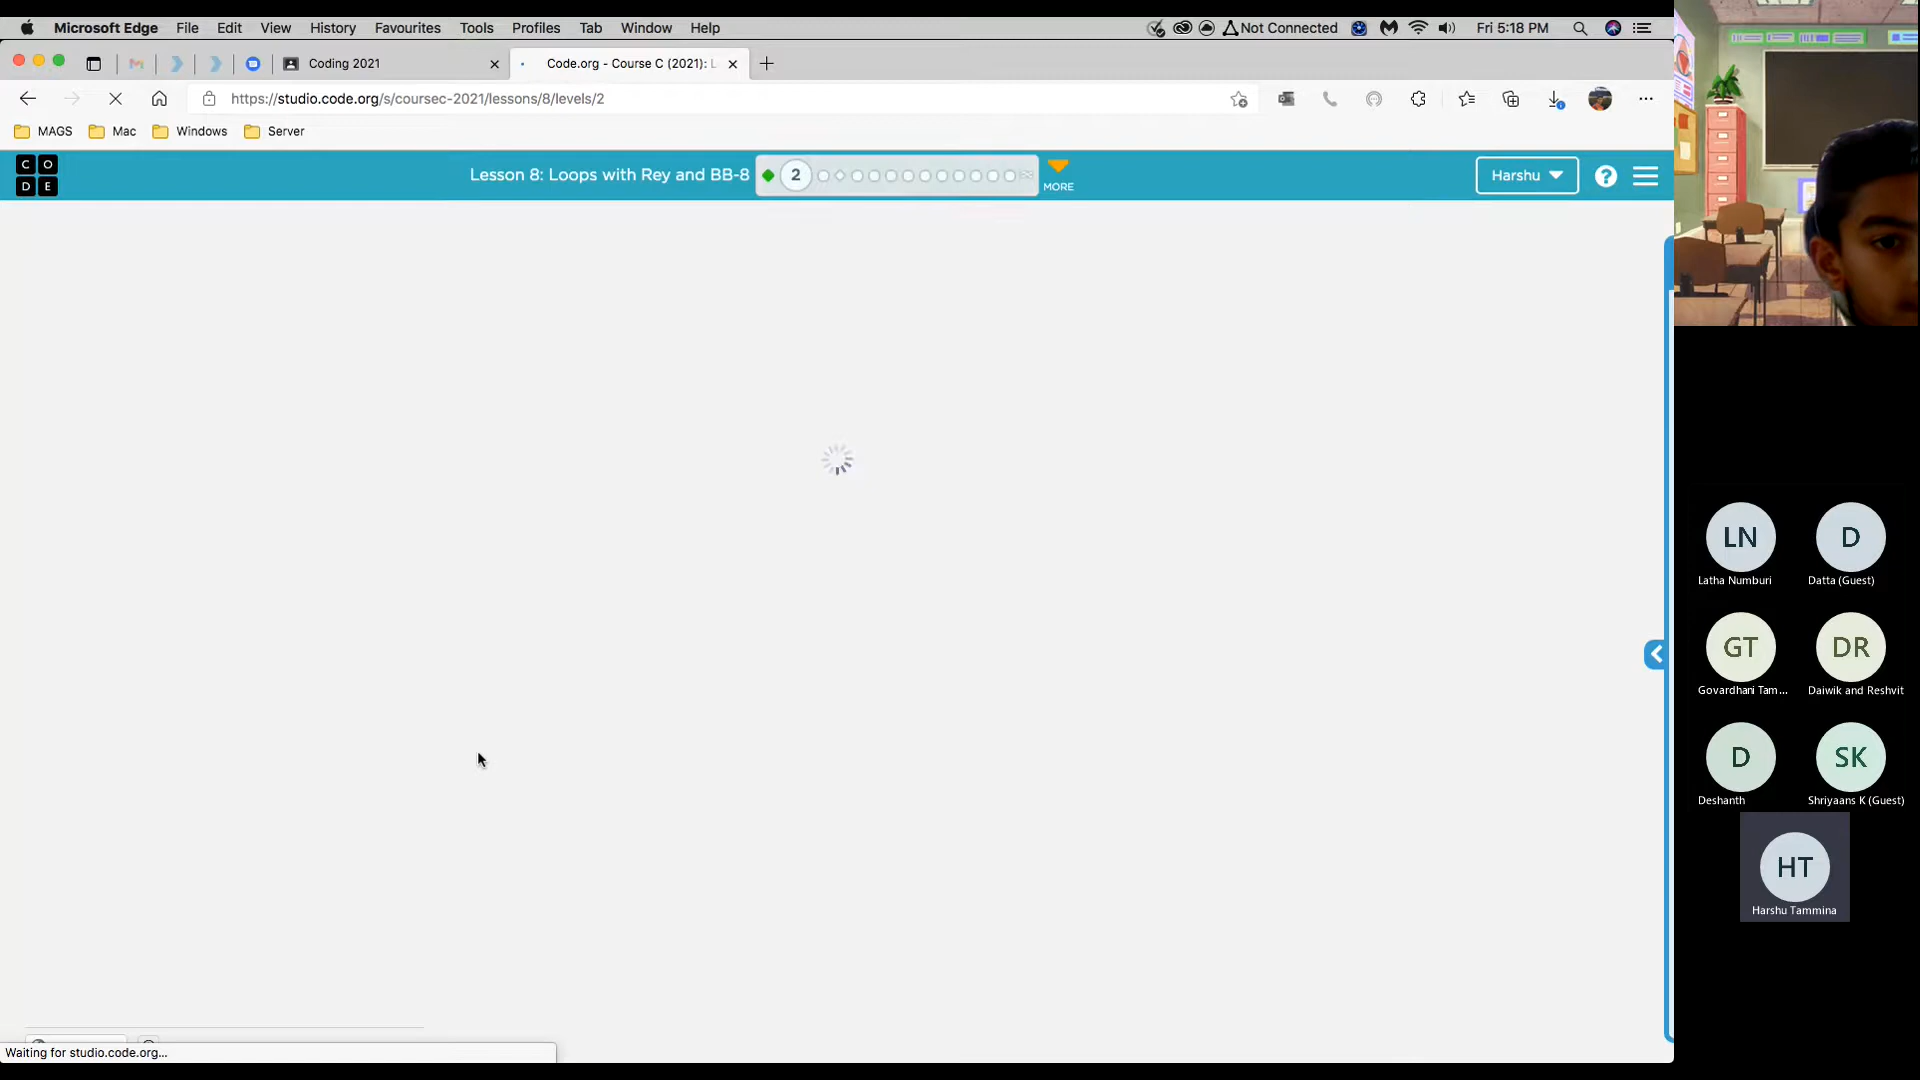 Microsoft Edge File Edit View History Favourites Tools Profiles Tab Window Help Not Connected Fri 5:18 PM
Coding 2021 Code.org - Course C (2021): L
https://studio.code.org/s/coursec-2021/lessons/8/levels/2
MAGS Mac Windows Server
C O
D E
Lesson 8: Loops with Rey and BB-8 2 MORE
Harshu ?
LN D
Latha Numburi Datta (Guest)
GT DR
Govardhani Tam... Daiwik and Reshvit
D SK
Deshanth Shriyaans K (Guest)
HT
Harshu Tammina
Waiting for studio.code.org...